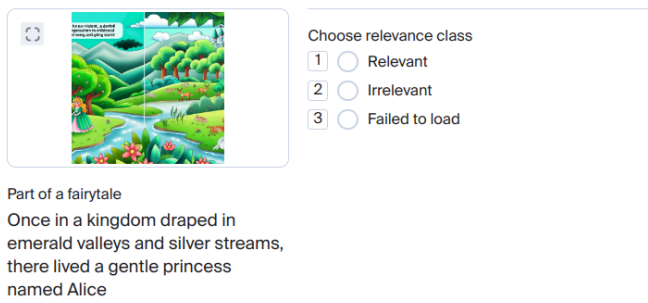 Choose relevance class
1 Relevant
2 Irrelevant
3 Failed to load
Part of a fairytale
Once in a kingdom draped in
emerald valleys and silver streams,
there lived a gentle princess
named Alice